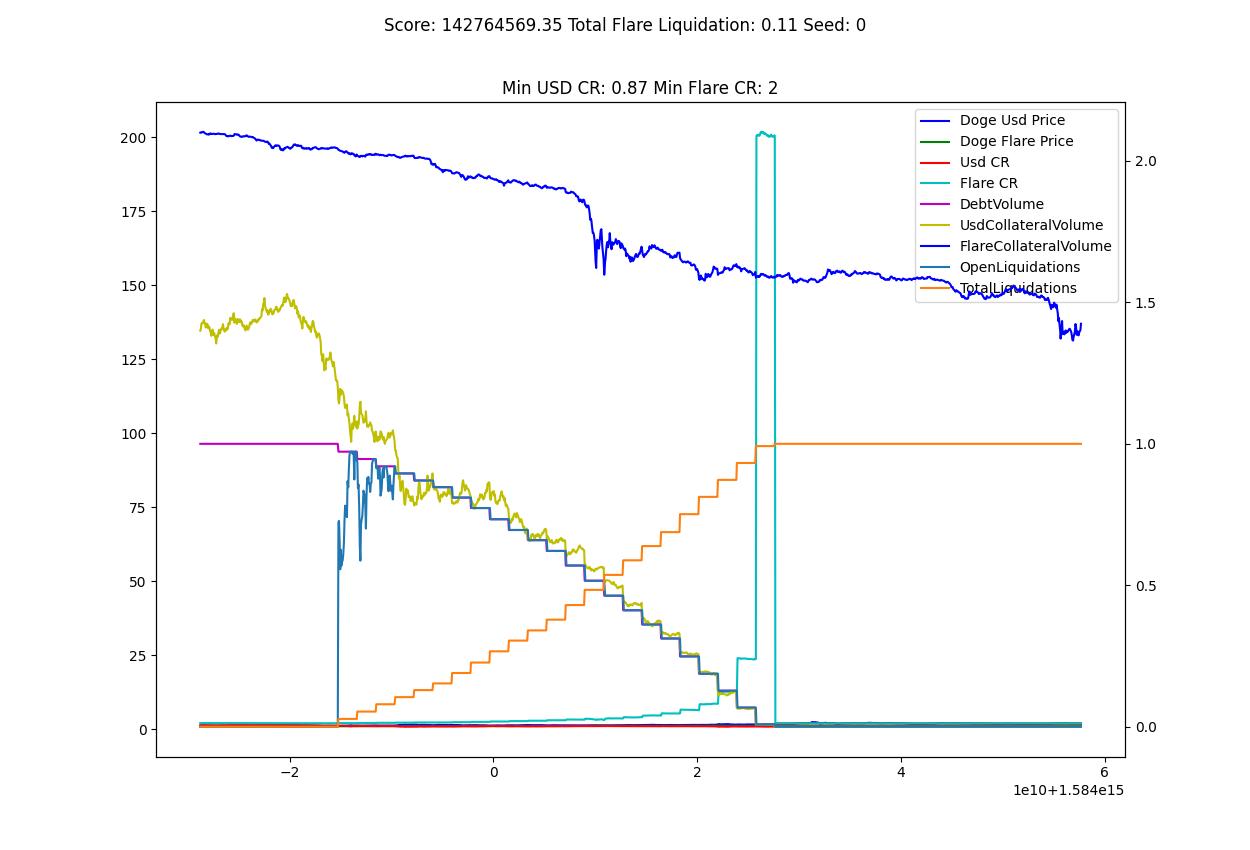 Score: 142764569.35 Total Flare Liquidation: 0.11 Seed: 0
Min USD CR: 0.87 Min Flare CR: 2
200
175
150
125
100
75
50
25
0
2.0
1.5
1.0
0.5
0.0
Doge Usd Price
Doge Flare Price
Usd CR
Flare CR
DebtVolume
UsdCollateralVolume
FlareCollateralVolume
OpenLiquidations
TotalLiquidations
−2 0 2 4 6
1e10+1.584e15